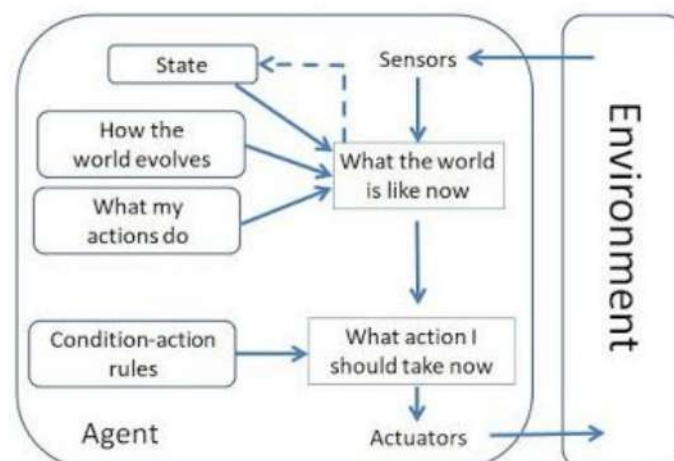 State
Sensors
How the
world evolves
What the world
is like now
What my
actions do
Condition-action
rules
What action I
should take now
Agent
Actuators
Environment